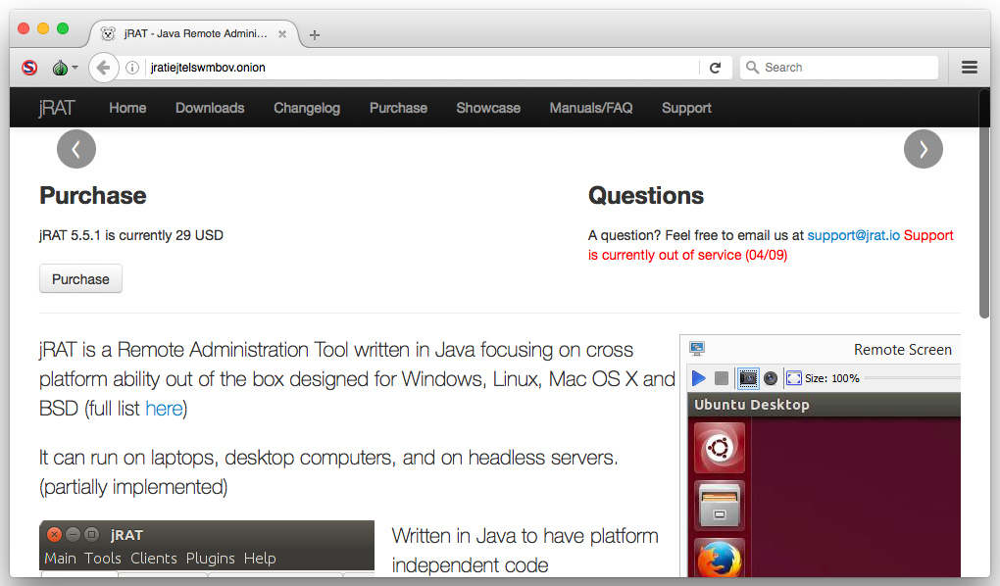 jRAT - Java Remote Admini...
jratiejtelswmbov.onion
Search
jRAT Home Downloads Changelog Purchase Showcase Manuals/FAQ Support
Purchase
jRAT 5.5.1 is currently 29 USD
Purchase
Questions
A question? Feel free to email us at support@jrat.io Support
is currently out of service (04/09)
jRAT is a Remote Administration Tool written in Java focusing on cross
platform ability out of the box designed for Windows, Linux, Mac OS X and
BSD (full list here)
It can run on laptops, desktop computers, and on headless servers.
(partially implemented)
Remote Screen
Size: 100%
Ubuntu Desktop
jRAT
Main Tools Clients Plugins Help
Written in Java to have platform
independent code